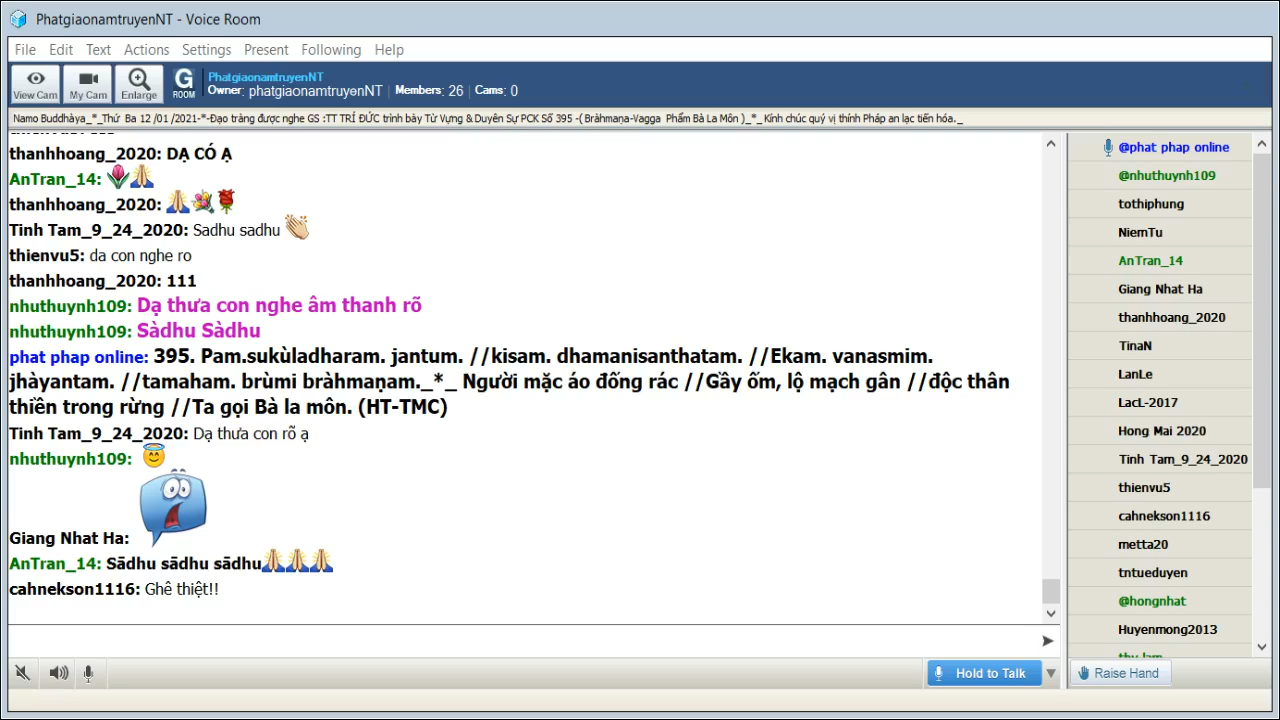 PhatgiaonamtruyenNT - Voice Room
File Edit Text Actions Settings Present Following Help
View Cam My Cam Enlarge G ROOM
PhatgiaonamtruyenNT
Owner: phatgiaonamtruyenNT Members: 26 Cams: 0
Namo Buddhàya_*_Thứ Ba 12 /01 /2021-*-Đạo tràng được nghe GS :TT TRÍ ĐỨC trình bày Từ Vựng & Duyên Sự PCK Số 395 -( Bràhmaṇa-Vagga Phẩm Bà La Môn )_*_Kính chúc quý vị thính Pháp an lạc tiến hóa._
thanhhoang_2020: DẠ CÓ Ạ
AnTran_14:
thanhhoang_2020:
Tinh Tam_9_24_2020: Sadhu sadhu
thienvu5: da con nghe ro
thanhhoang_2020: 111
nhuthuynh109: Dạ thưa con nghe âm thanh rõ
nhuthuynh109: Sàdhu Sàdhu
phat phap online: 395. Pam.sukùladharam. jantum. //kisam. dhamanisanthatam. //Ekam. vanasmim.
jhàyantam. //tamaham. brùmi bràhmaṇam._*_ Người mặc áo đống rác //Gầy ốm, lộ mạch gân //độc thân
thiền trong rừng //Ta gọi Bà la môn. (HT-TMC)
Tinh Tam_9_24_2020: Dạ thưa con rõ ạ
nhuthuynh109:
Giang Nhat Ha:
AnTran_14: Sādhu sādhu sādhu
cahnekson1116: Ghê thiệt!!
@phat phap online
@nhuthuynh109
tothiphung
NiemTu
AnTran_14
Giang Nhat Ha
thanhhoang_2020
TinaN
LanLe
LacL-2017
Hong Mai 2020
Tinh Tam_9_24_2020
thienvu5
cahnekson1116
metta20
tntueduyen
@hongnhat
Huyenmong2013
Hold to Talk
Raise Hand